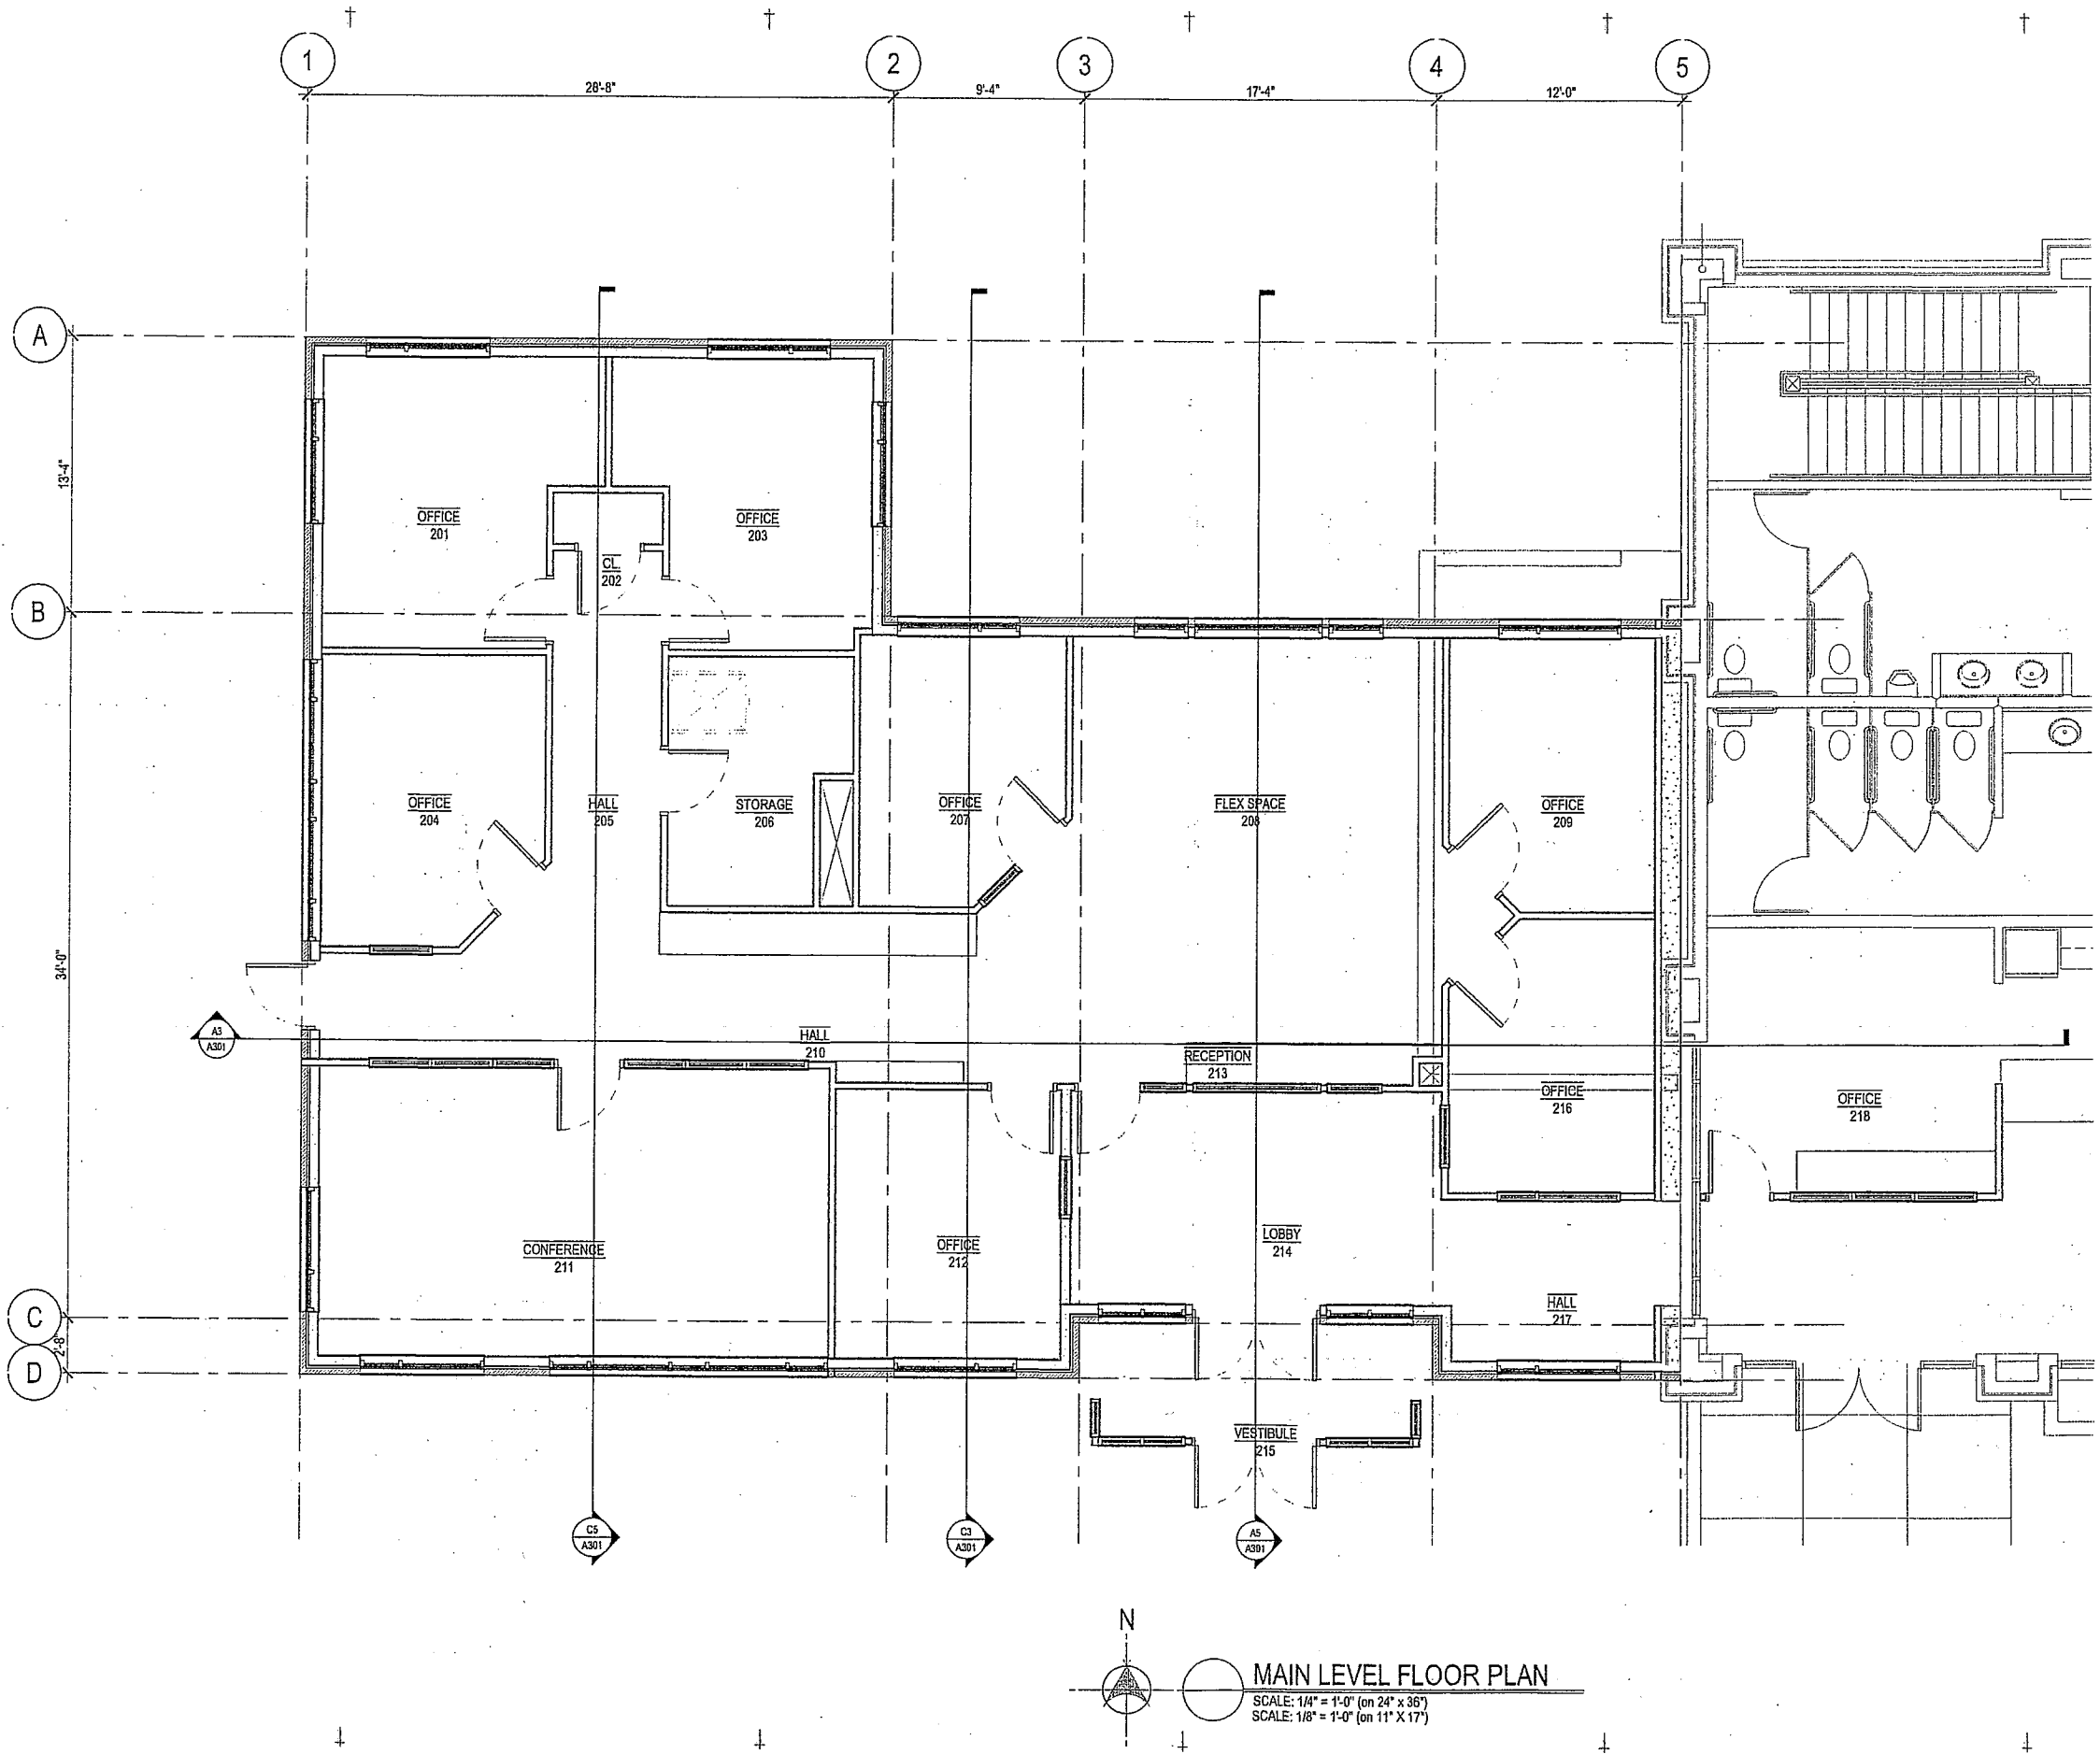 1
2
3
4
5
28'-8"
9'-4"
17'-4"
12'-0"
A
13'-4"
B
34'-0"
C
2'-8"
D
OFFICE
201
CL.
202
OFFICE
203
OFFICE
204
HALL
205
STORAGE
206
OFFICE
207
FLEX SPACE
208
OFFICE
209
A3
A301
HALL
210
RECEPTION
213
OFFICE
216
OFFICE
218
CONFERENCE
211
OFFICE
212
LOBBY
214
HALL
217
VESTIBULE
215
C5
A301
C3
A301
A5
A301
N
MAIN LEVEL FLOOR PLAN
SCALE: 1/4" = 1'-0" (on 24" x 36")
SCALE: 1/8" = 1'-0" (on 11" X 17")